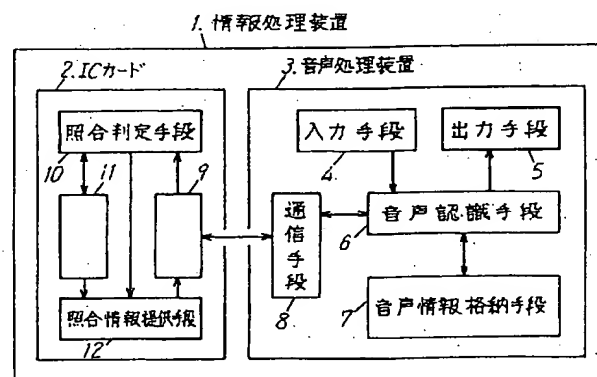 1. 情報処理装置
2. ICカード
3. 音声処理装置
照合判定手段
10
11
9
照合情報提供手段
12
入力手段
4
出力手段
5
通信手段
8
音声認識手段
6
音声情報格納手段
7